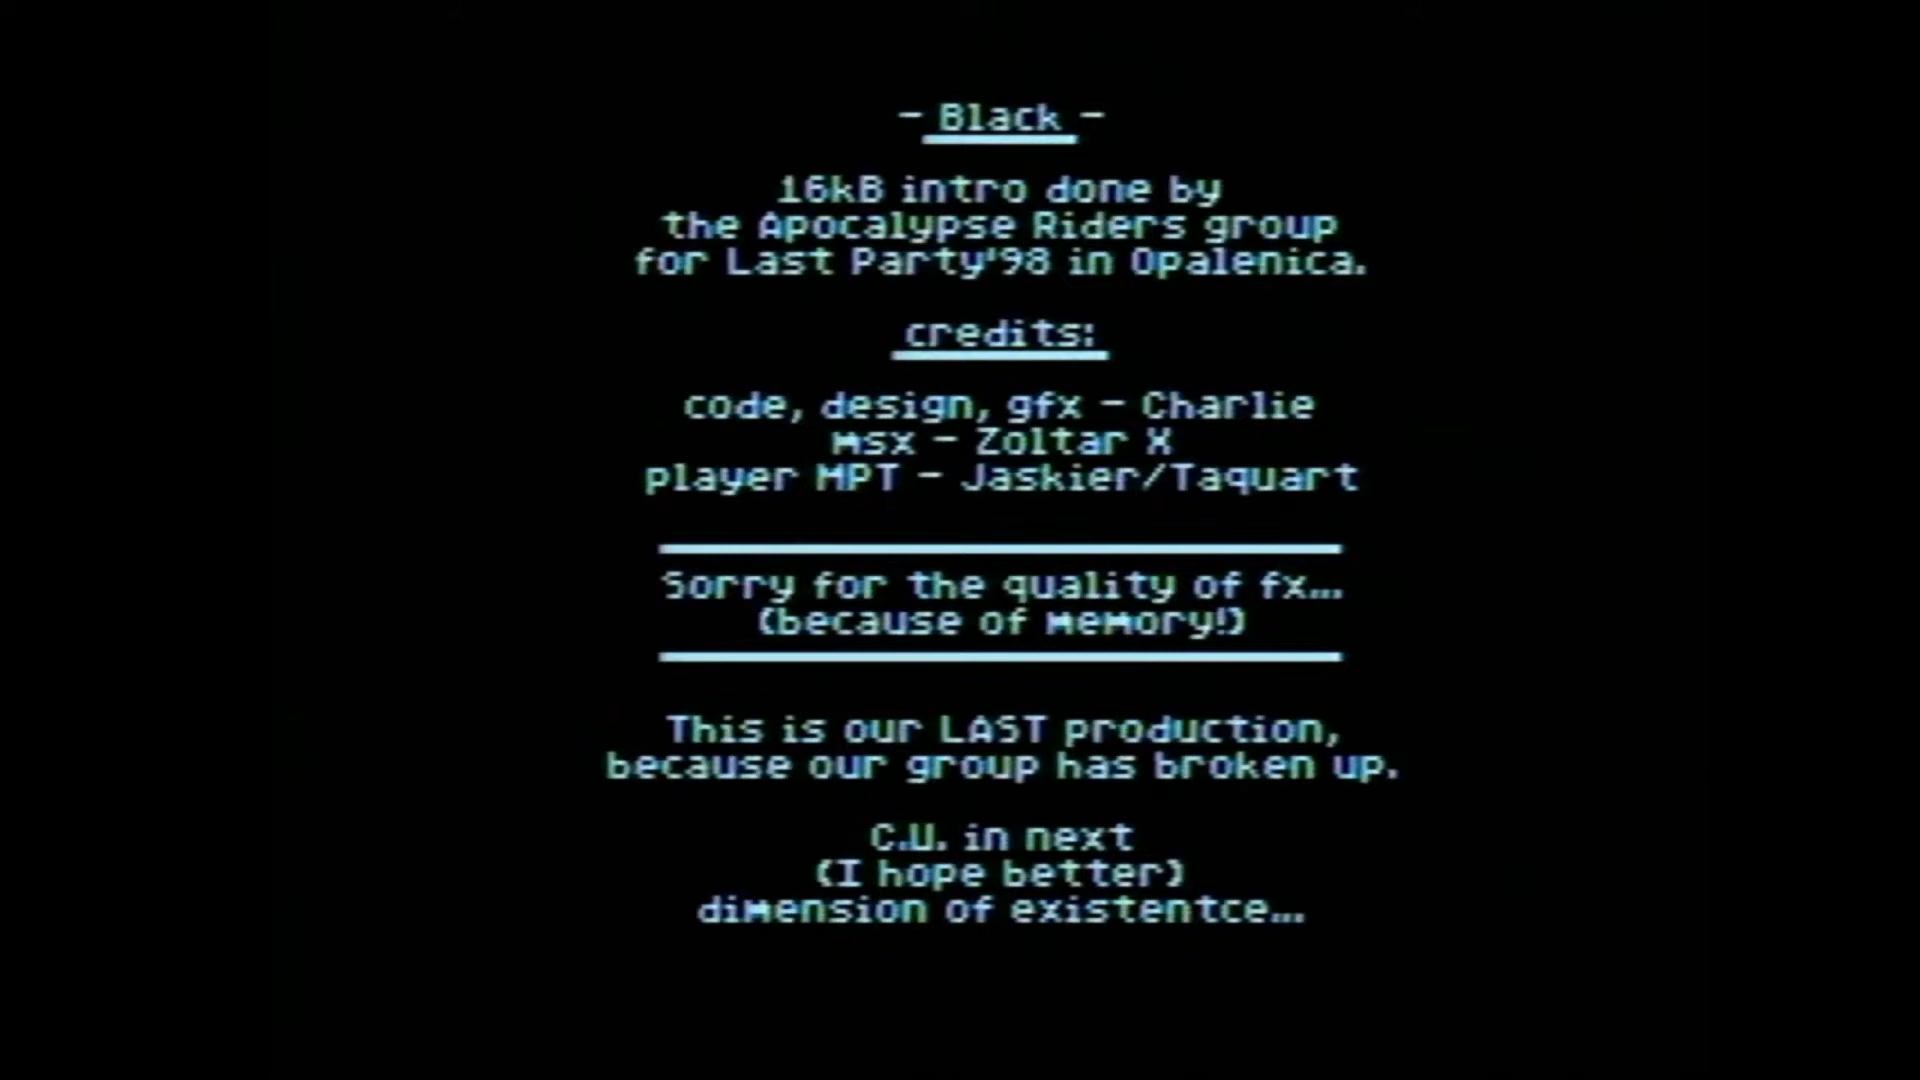 - Black -
16kB intro done by
the Apocalypse Riders group
for Last Party'98 in Opalenica.
credits:
code, design, gfx - Charlie
msx - Zoltar X
player MPT - Jaskier/Taquart
Sorry for the quality of fx...
(because of memory!)
This is our LAST production,
because our group has broken up.
C.U. in next
(I hope better)
dimension of existentce...